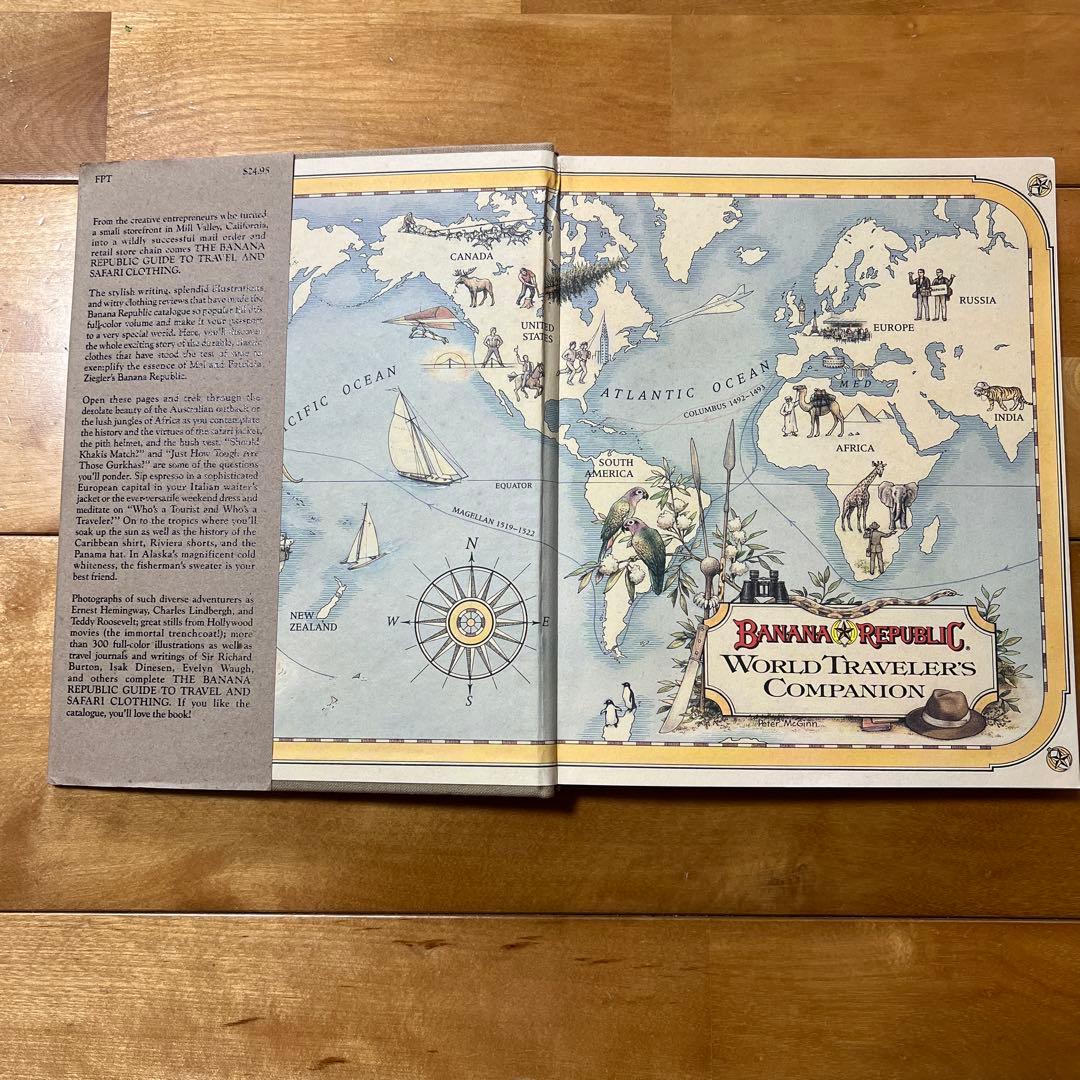 FPT
$24.95
From the creative entrepreneurs who turned
a small storefront in Mill Valley, California,
into a wildly successful mail order and
retail store chain comes THE BANANA
REPUBLIC GUIDE TO TRAVEL AND
SAFARI CLOTHING.
The stylish writing, splendid illustrations
and witty clothing reviews that have made the
Banana Republic catalogue so popular fill this
full-color volume and make it your passport
to a very special world. Here, you'll discover
the whole exciting story of the durable, classic
clothes that have stood the test of time to
exemplify the essence of Mel and Patricia
Ziegler's Banana Republic.
Open these pages and trek through the
desolate beauty of the Australian outback or
the lush jungles of Africa as you contemplate
the history and the virtues of the safari jacket,
the pith helmet, and the bush vest. "Should
Khakis Match?" and "Just How Tough Are
Those Gurkhas?" are some of the questions
you'll ponder. Sip espresso in a sophisticated
European capital in your Italian waiter's
jacket or the ever-versatile weekend dress and
meditate on "Who's a Tourist and Who's a
Traveler?" On to the tropics where you'll
soak up the sun as well as the history of the
Caribbean shirt, Riviera shorts, and the
Panama hat. In Alaska's magnificent cold
whiteness, the fisherman's sweater is your
best friend.
Photographs of such diverse adventurers as
Ernest Hemingway, Charles Lindbergh, and
Teddy Roosevelt; great stills from Hollywood
movies (the immortal trenchcoat!); more
than 300 full-color illustrations as well as
travel journals and writings of Sir Richard
Burton, Isak Dinesen, Evelyn Waugh,
and others complete THE BANANA
REPUBLIC GUIDE TO TRAVEL AND
SAFARI CLOTHING. If you like the
catalogue, you'll love the book!
CANADA
UNITED
STATES
CIFIC OCEAN
EQUATOR
MAGELLAN 1519–1522
NEW
ZEALAND
N
W
E
S
ATLANTIC OCEAN
COLUMBUS 1492–1493
SOUTH
AMERICA
RUSSIA
EUROPE
MED
INDIA
AFRICA
BANANA REPUBLIC®
WORLD TRAVELER'S
COMPANION
Peter McGinn